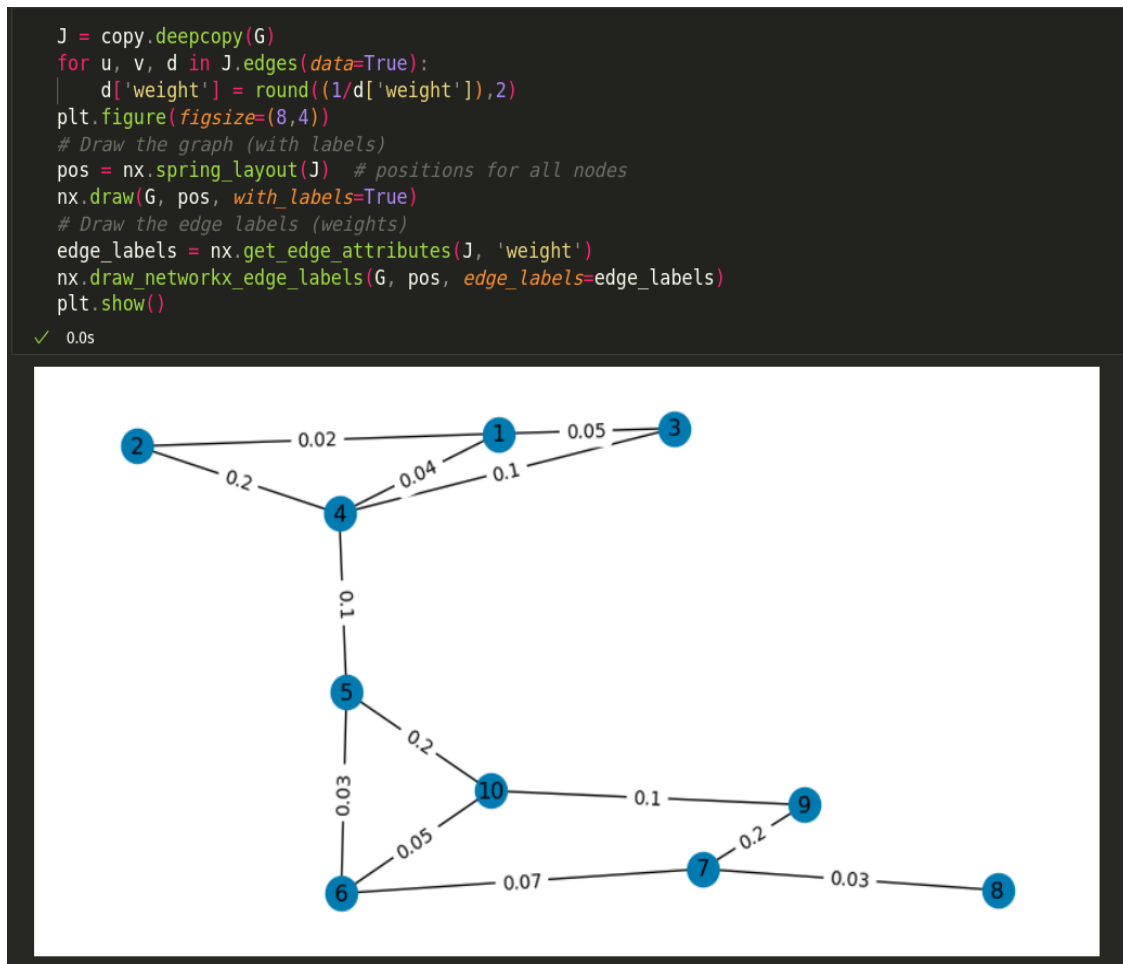 J = copy.deepcopy(G)
for u, v, d in J.edges(data=True):
    d['weight'] = round((1/d['weight']),2)
plt.figure(figsize=(8,4))
# Draw the graph (with labels)
pos = nx.spring_layout(J)  # positions for all nodes
nx.draw(G, pos, with_labels=True)
# Draw the edge labels (weights)
edge_labels = nx.get_edge_attributes(J, 'weight')
nx.draw_networkx_edge_labels(G, pos, edge_labels=edge_labels)
plt.show()
0.0s
2
0.02
1
0.05
3
0.2
0.04
0.1
4
0.1
5
0.2
0.03
10
0.1
9
0.05
0.2
6
0.07
7
0.03
8